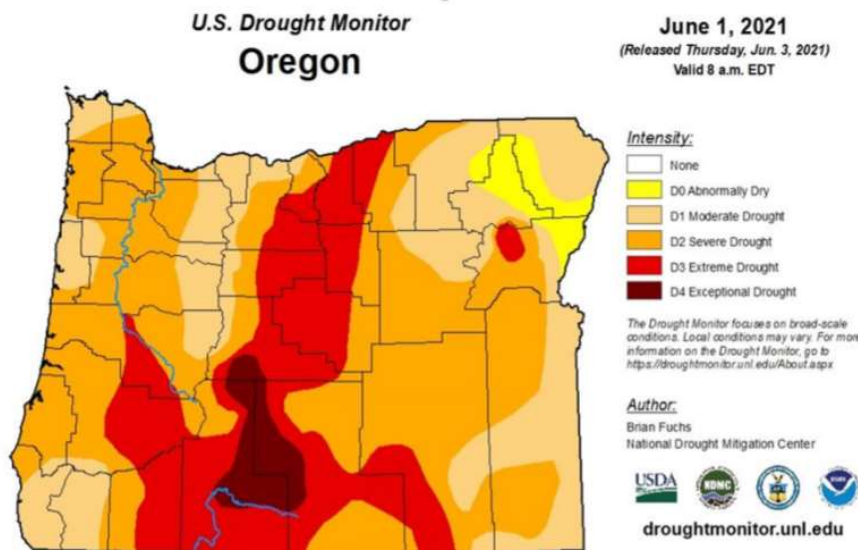 U.S. Drought Monitor
Oregon
June 1, 2021
(Released Thursday, Jun. 3, 2021)
Valid 8 a.m. EDT
Intensity:
None
D0 Abnormally Dry
D1 Moderate Drought
D2 Severe Drought
D3 Extreme Drought
D4 Exceptional Drought
The Drought Monitor focuses on broad-scale
conditions. Local conditions may vary. For more
information on the Drought Monitor, go to
https://droughtmonitor.unl.edu/About.aspx
Author:
Brian Fuchs
National Drought Mitigation Center
USDA
NDMC
droughtmonitor.unl.edu